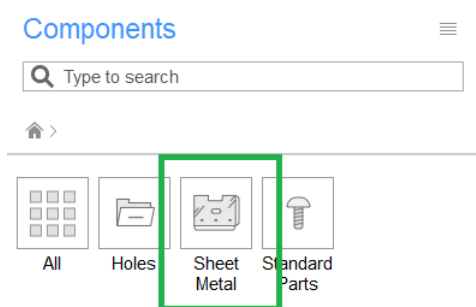 Components
Type to search
All
Holes
Sheet
Metal
Standard
Parts